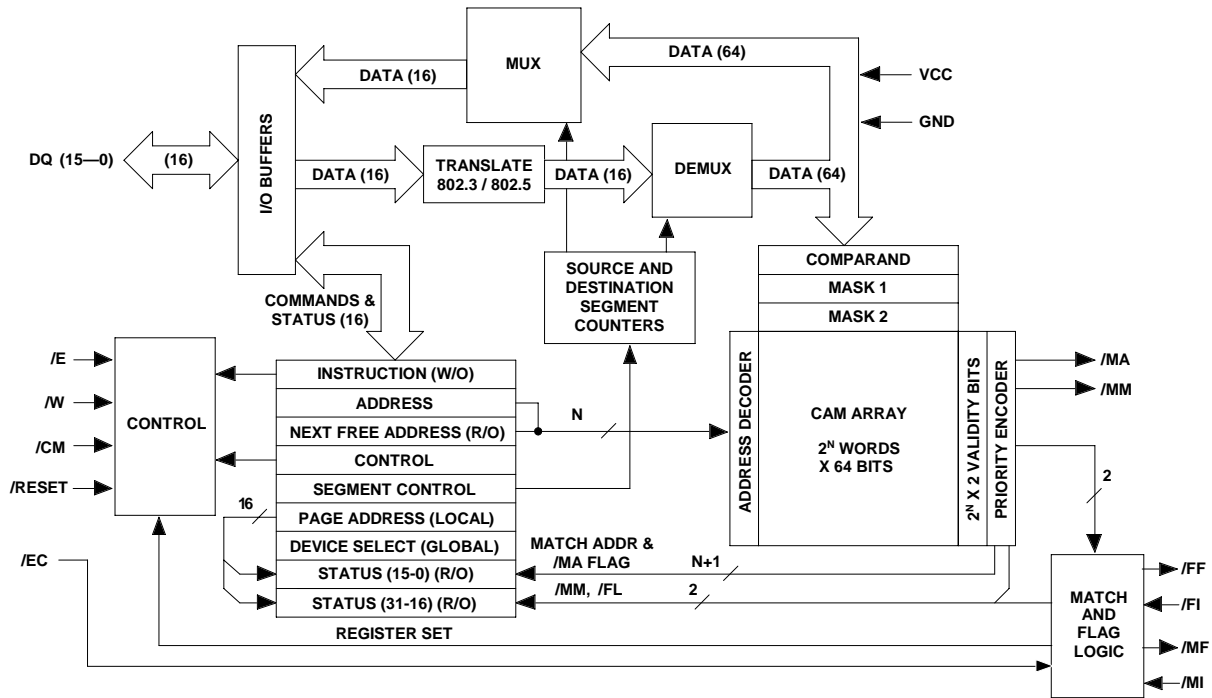 MUX
DATA (64)
DATA (16)
VCC
GND
DQ (15—0)
(16)
I/O BUFFERS
DATA (16)
TRANSLATE
802.3 / 802.5
DATA (16)
DEMUX
DATA (64)
COMMANDS &
STATUS (16)
SOURCE AND
DESTINATION
SEGMENT
COUNTERS
COMPARAND
MASK 1
MASK 2
/E
/W
/CM
/RESET
/EC
CONTROL
INSTRUCTION (W/O)
ADDRESS
NEXT FREE ADDRESS (R/O)
CONTROL
SEGMENT CONTROL
PAGE ADDRESS (LOCAL)
DEVICE SELECT (GLOBAL)
STATUS (15-0) (R/O)
STATUS (31-16) (R/O)
REGISTER SET
16
N
ADDRESS DECODER
CAM ARRAY
2^N WORDS
X 64 BITS
2^N X 2 VALIDITY BITS
PRIORITY ENCODER
/MA
/MM
2
MATCH ADDR &
/MA FLAG
N+1
/MM, /FL
2
MATCH
AND
FLAG
LOGIC
/FF
/FI
/MF
/MI